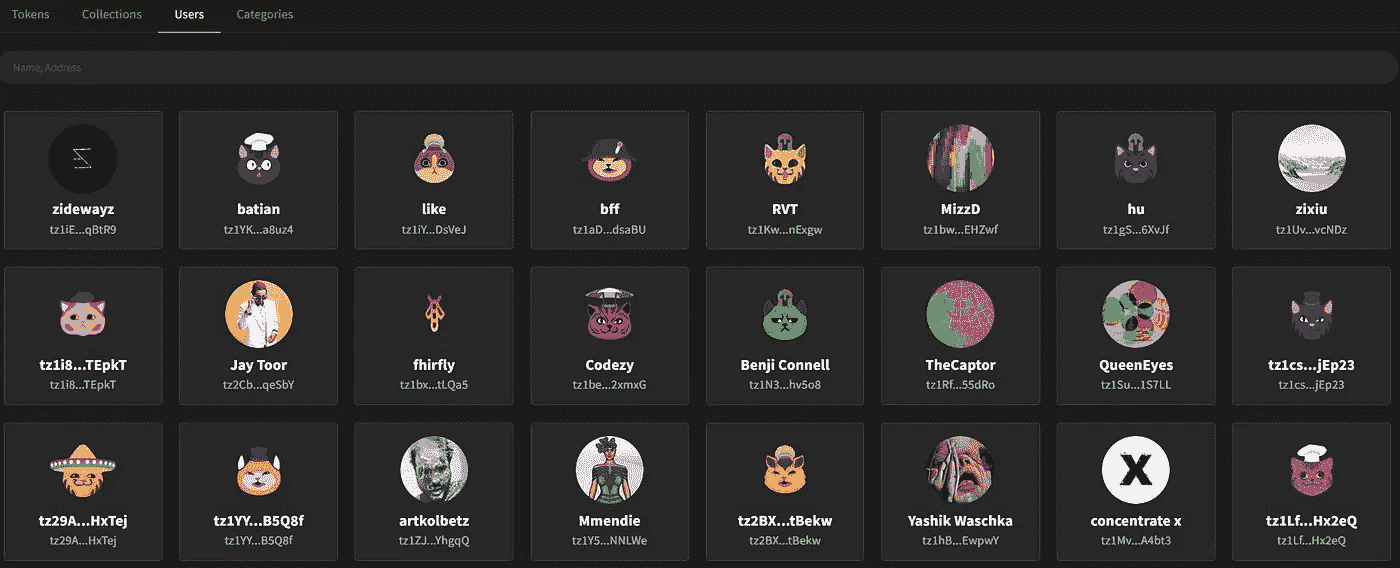 Tokens Collections Users Categories
Name, Address
zidewayz batian like bff RVT MizzD hu zixiu
tz1iE...qBtR9 tz1YK...a8uz4 tz1iY...DsVeJ tz1aD...dsaBU tz1Kw...nExgw tz1bw...EHZwf tz1gS...6XvJf tz1Uv...vcNDz
tz1i8...TEpkT Jay Toor fhirfly Codezy Benji Connell TheCaptor QueenEyes tz1cs...jEp23
tz1i8...TEpkT tz2Cb...qeSbY tz1bx...tLQa5 tz1be...2xmxG tz1N3...hv5o8 tz1Rf...55dRo tz1Su...1S7LL tz1cs...jEp23
tz29A...HxTej tz1YY...B5Q8f artkolbetz Mmendie tz2BX...tBekw Yashik Waschka concentrate x tz1Lf...Hx2eQ
tz29A...HxTej tz1YY...B5Q8f tz1ZJ...YhgqQ tz1Y5...NNLWe tz2BX...tBekw tz1hB...EwpwY tz1Mv...A4bt3 tz1Lf...Hx2eQ